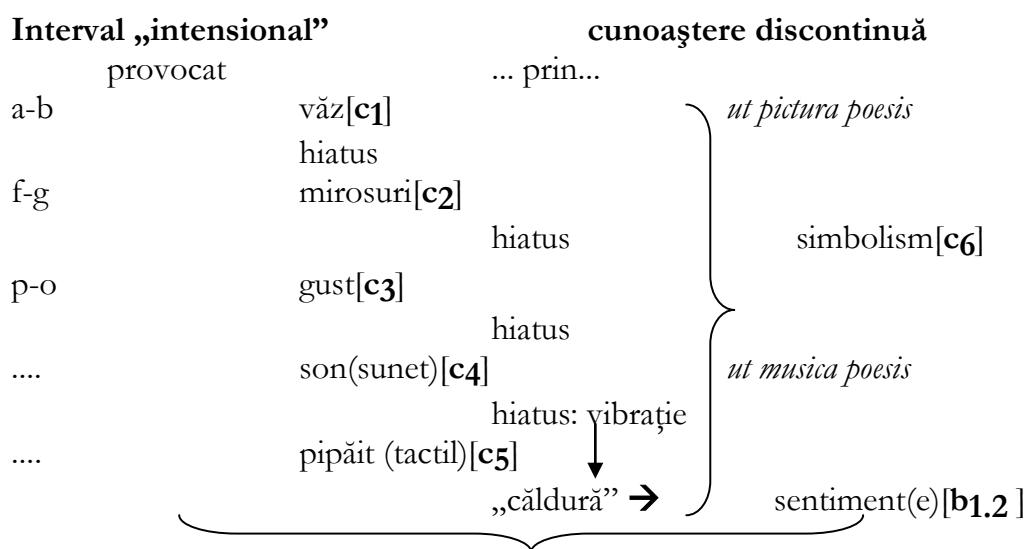 Interval „intensional” cunoaştere discontinuă
provocat ... prin...
a-b văz[c1] ut pictura poesis
hiatus
f-g mirosuri[c2]
hiatus simbolism[c6]
p-o gust[c3]
hiatus
.... son(sunet)[c4] ut musica poesis
hiatus: vibraţie
.... pipăit (tactil)[c5]
„căldură” → sentiment(e)[b1.2 ]